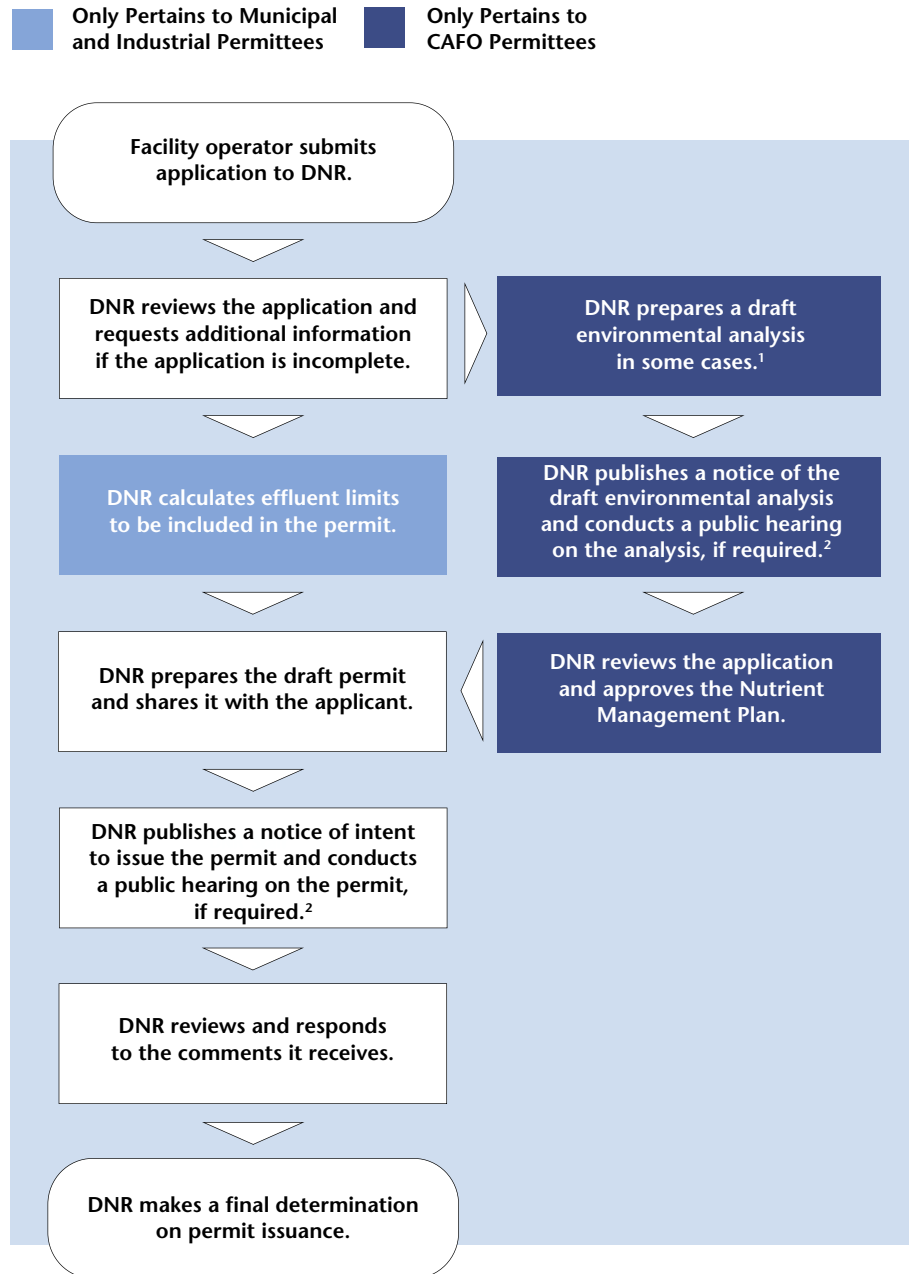 Only Pertains to Municipal
and Industrial Permittees
Only Pertains to
CAFO Permittees
Facility operator submits
application to DNR.
DNR reviews the application and
requests additional information
if the application is incomplete.
DNR prepares a draft
environmental analysis
in some cases.¹
DNR calculates effluent limits
to be included in the permit.
DNR publishes a notice of the
draft environmental analysis
and conducts a public hearing
on the analysis, if required.²
DNR reviews the application
and approves the Nutrient
Management Plan.
DNR prepares the draft permit
and shares it with the applicant.
DNR publishes a notice of intent
to issue the permit and conducts
a public hearing on the permit,
if required.²
DNR reviews and responds
to the comments it receives.
DNR makes a final determination
on permit issuance.